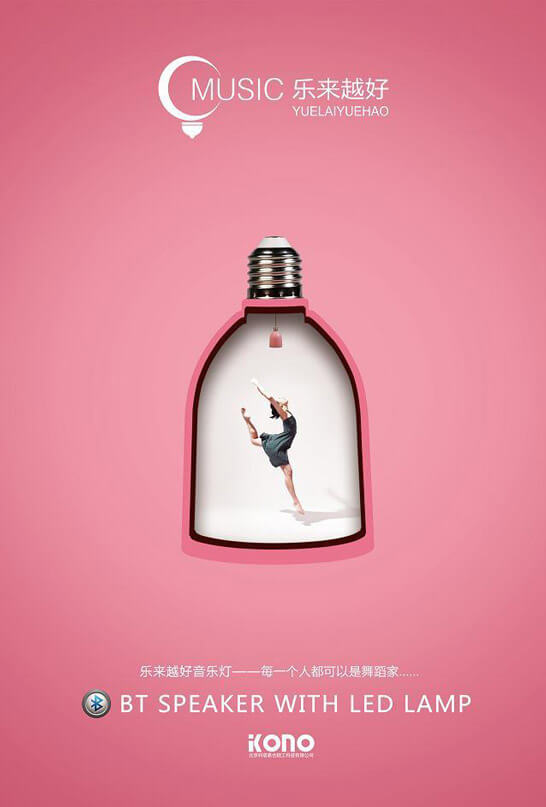 MUSIC 乐来越好
YUELAIYUEHAO
乐来越好音乐灯——每一个人都可以是舞蹈家......
BT SPEAKER WITH LED LAMP
iKONO